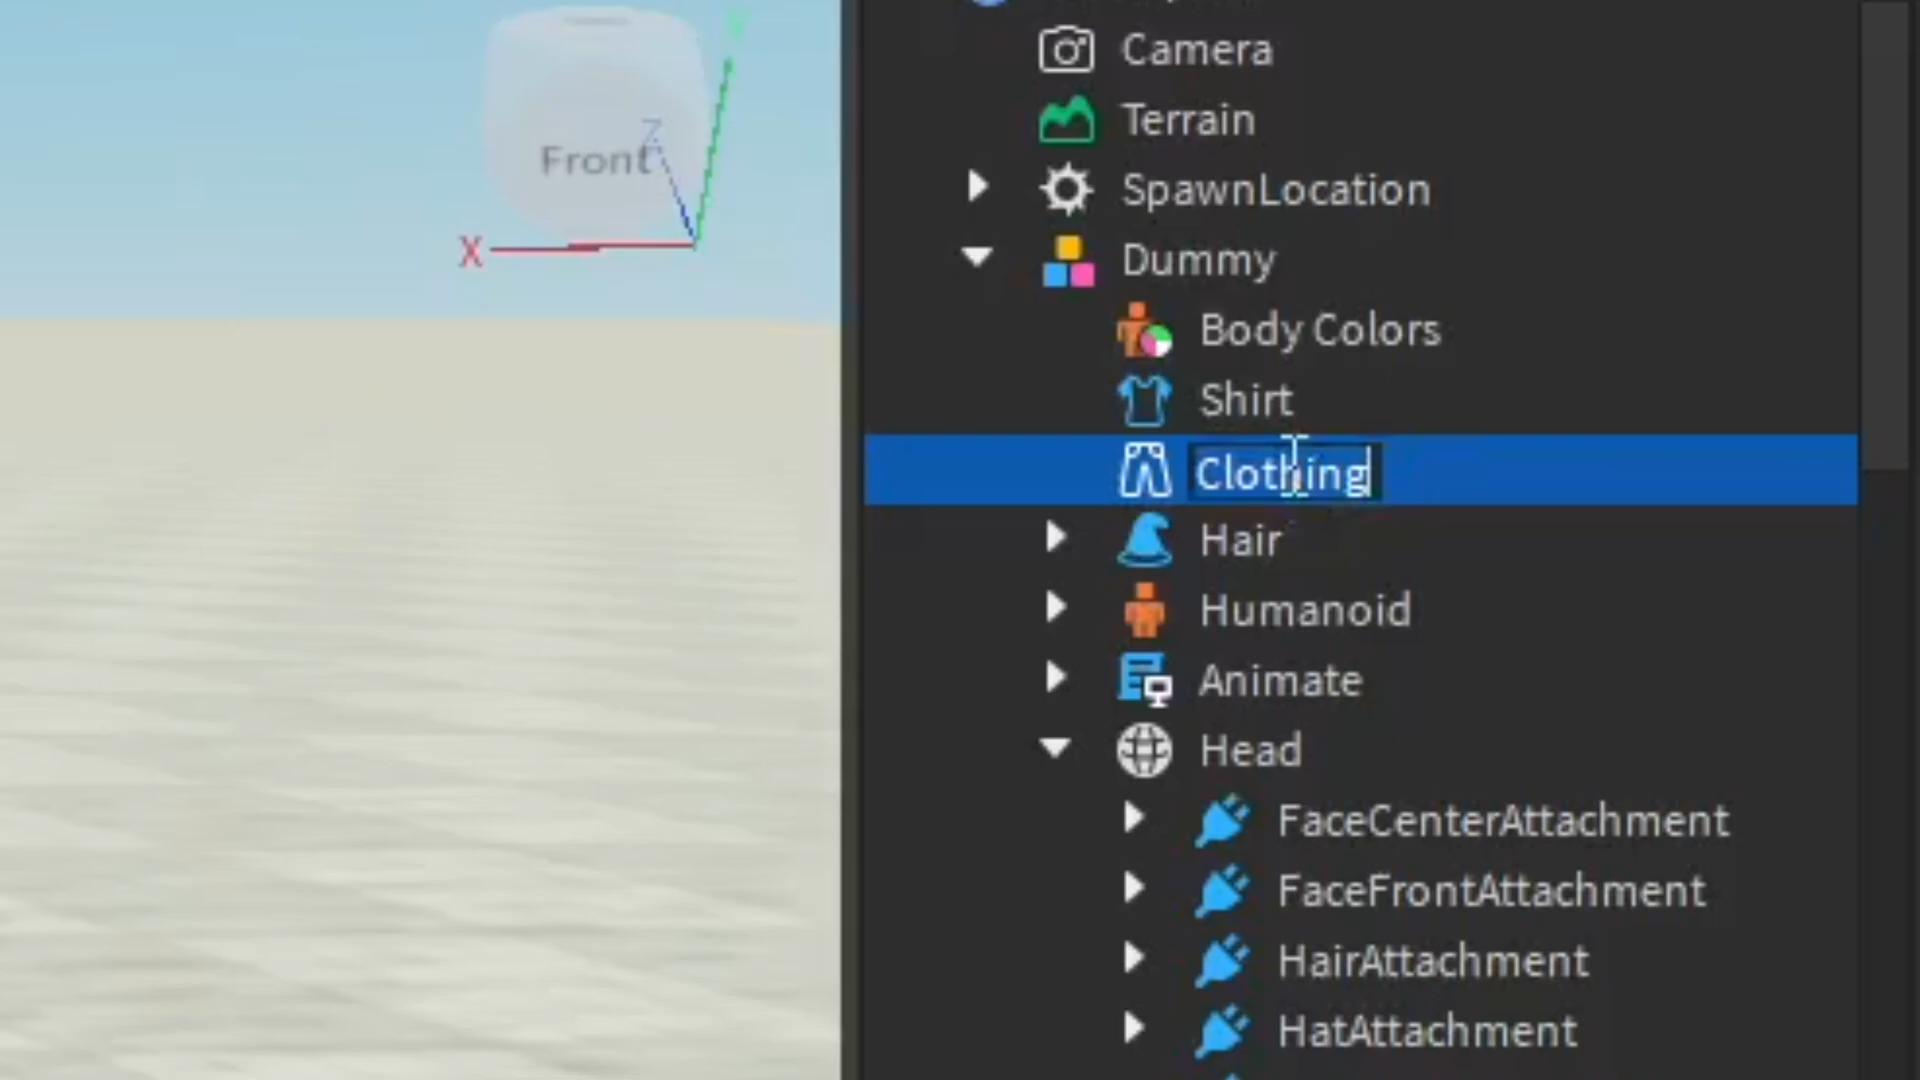 Front
Z
X
Camera
Terrain
SpawnLocation
Dummy
Body Colors
Shirt
Clothing
Hair
Humanoid
Animate
Head
FaceCenterAttachment
FaceFrontAttachment
HairAttachment
HatAttachment